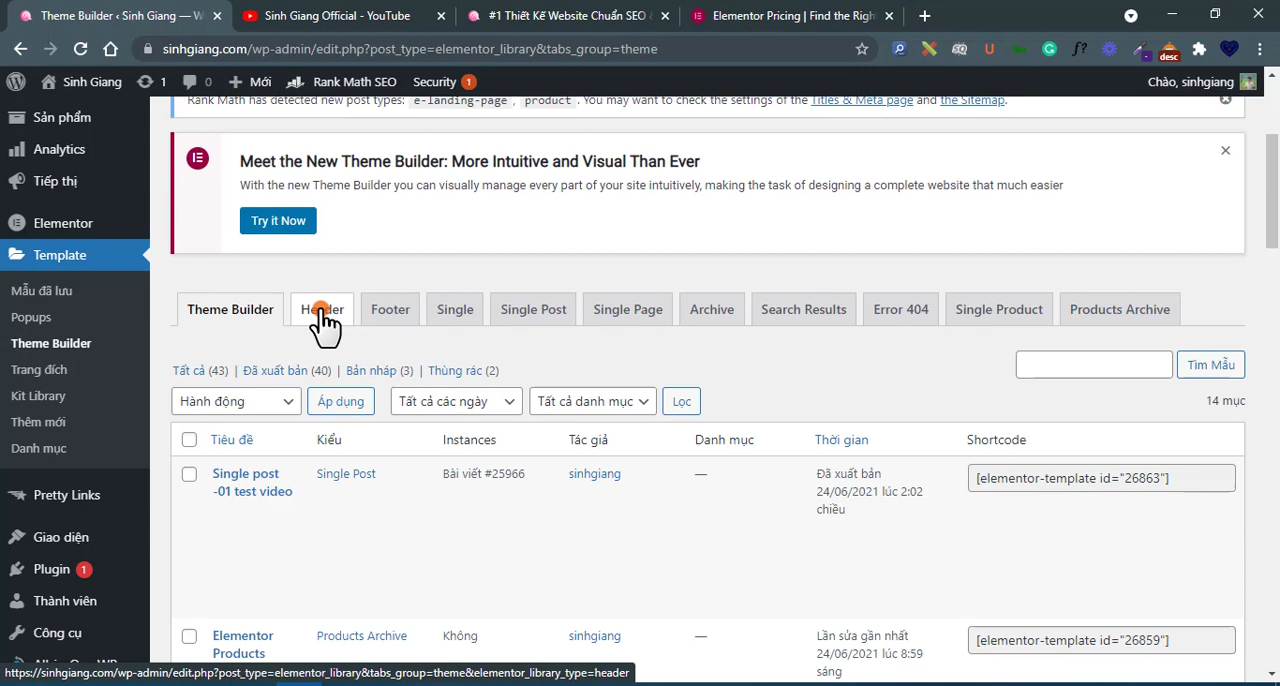 Theme Builder ‹ Sinh Giang — W
Sinh Giang Official - YouTube
#1 Thiết Kế Website Chuẩn SEO
Elementor Pricing | Find the Righ
sinhgiang.com/wp-admin/edit.php?post_type=elementor_library&tabs_group=theme
desc
Sinh Giang
1
0
Mới
Rank Math SEO
Security 1
Chào, sinhgiang
Rank Math has detected new post types: e-landing-page, product. You may want to check the settings of the Titles & Meta page and the Sitemap.
Sản phẩm
Analytics
Tiếp thị
Elementor
Template
Mẫu đã lưu
Popups
Theme Builder
Trang đích
Kit Library
Thêm mới
Danh mục
Pretty Links
Giao diện
Plugin 1
Thành viên
Công cụ
Meet the New Theme Builder: More Intuitive and Visual Than Ever
With the new Theme Builder you can visually manage every part of your site intuitively, making the task of designing a complete website that much easier
Try it Now
Theme Builder
Header
Footer
Single
Single Post
Single Page
Archive
Search Results
Error 404
Single Product
Products Archive
Tất cả (43) | Đã xuất bản (40) | Bản nháp (3) | Thùng rác (2)
Tìm Mẫu
Hành động
Áp dụng
Tất cả các ngày
Tất cả danh mục
Lọc
14 mục
Tiêu đề
Kiểu
Instances
Tác giả
Danh mục
Thời gian
Shortcode
Single post
-01 test video
Single Post
Bài viết #25966
sinhgiang
—
Đã xuất bản
24/06/2021 lúc 2:02
chiều
[elementor-template id="26863"]
Elementor
Products
Products Archive
Không
sinhgiang
—
Lần sửa gần nhất
24/06/2021 lúc 8:59
sáng
[elementor-template id="26859"]
https://sinhgiang.com/wp-admin/edit.php?post_type=elementor_library&tabs_group=theme&elementor_library_type=header